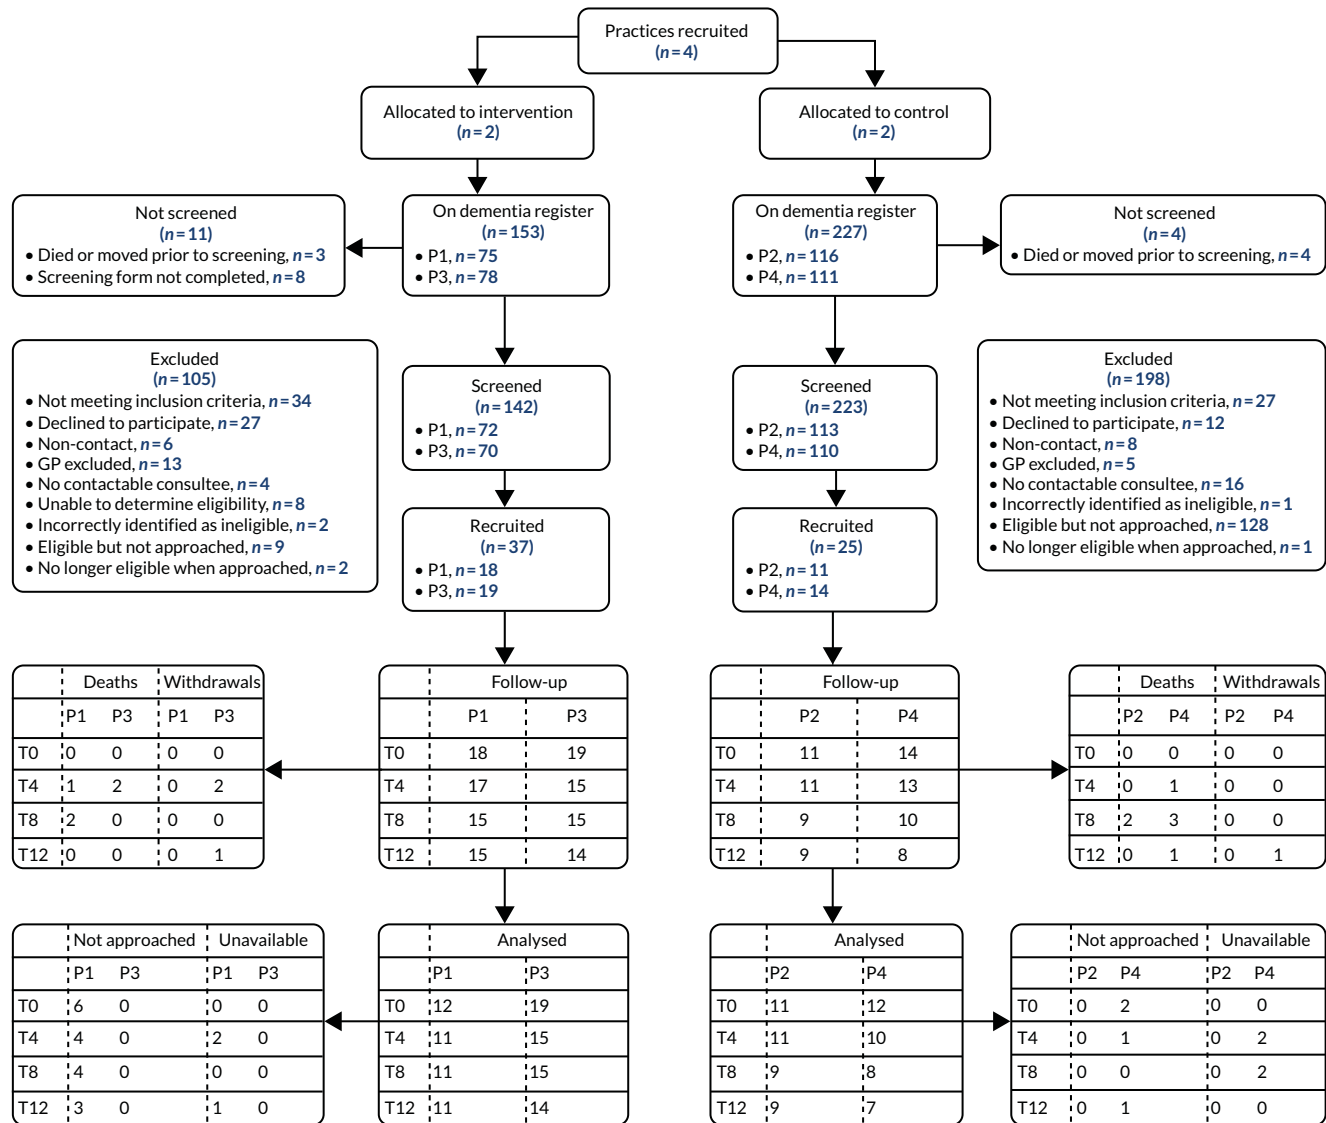 Practices recruited
(n=4)
Allocated to intervention
(n=2)
Allocated to control
(n=2)
Not screened
(n=11)
• Died or moved prior to screening, n=3
• Screening form not completed, n=8
On dementia register
(n=153)
• P1, n=75
• P3, n=78
On dementia register
(n=227)
• P2, n=116
• P4, n=111
Not screened
(n=4)
• Died or moved prior to screening, n=4
Excluded
(n=105)
• Not meeting inclusion criteria, n=34
• Declined to participate, n=27
• Non-contact, n=6
• GP excluded, n=13
• No contactable consultee, n=4
• Unable to determine eligibility, n=8
• Incorrectly identified as ineligible, n=2
• Eligible but not approached, n=9
• No longer eligible when approached, n=2
Screened
(n=142)
• P1, n=72
• P3, n=70
Screened
(n=223)
• P2, n=113
• P4, n=110
Excluded
(n=198)
• Not meeting inclusion criteria, n=27
• Declined to participate, n=12
• Non-contact, n=8
• GP excluded, n=5
• No contactable consultee, n=16
• Incorrectly identified as ineligible, n=1
• Eligible but not approached, n=128
• No longer eligible when approached, n=1
Recruited
(n=37)
• P1, n=18
• P3, n=19
Recruited
(n=25)
• P2, n=11
• P4, n=14
Deaths Withdrawals
P1 P3 P1 P3
T0 0 0 0 0
T4 1 2 0 2
T8 2 0 0 0
T12 0 0 0 1
Follow-up
P1 P3
T0 18 19
T4 17 15
T8 15 15
T12 15 14
Follow-up
P2 P4
T0 11 14
T4 11 13
T8 9 10
T12 9 8
Deaths Withdrawals
P2 P4 P2 P4
T0 0 0 0 0
T4 0 1 0 0
T8 2 3 0 0
T12 0 1 0 1
Not approached Unavailable
P1 P3 P1 P3
T0 6 0 0 0
T4 4 0 2 0
T8 4 0 0 0
T12 3 0 1 0
Analysed
P1 P3
T0 12 19
T4 11 15
T8 11 15
T12 11 14
Analysed
P2 P4
T0 11 12
T4 11 10
T8 9 8
T12 9 7
Not approached Unavailable
P2 P4 P2 P4
T0 0 2 0 0
T4 0 1 0 2
T8 0 0 0 2
T12 0 1 0 0